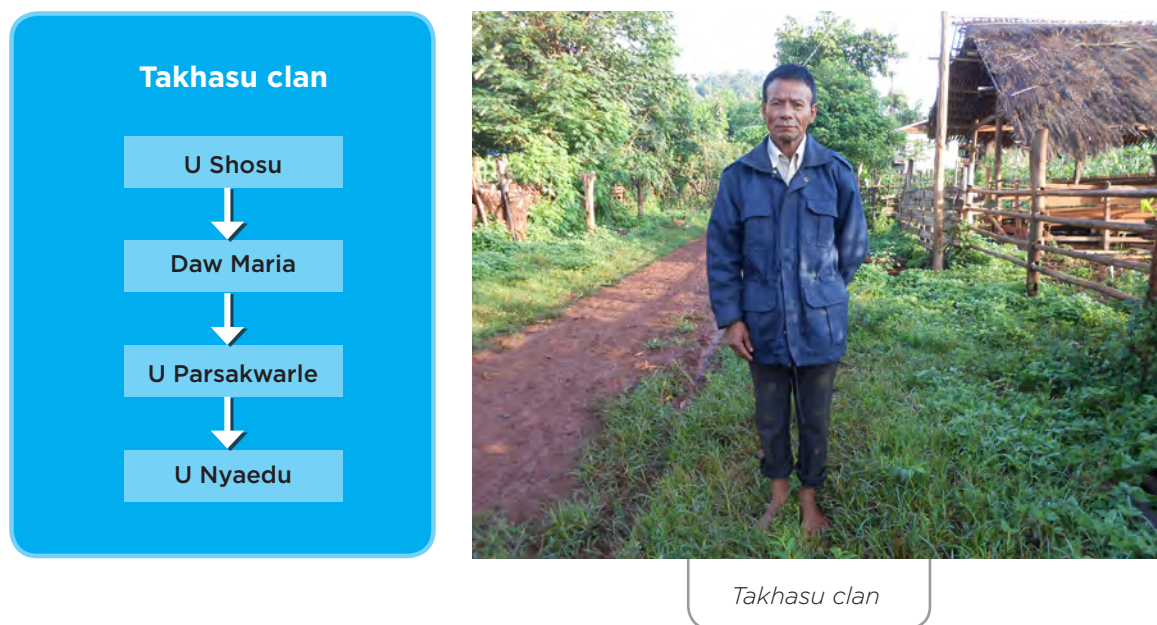 Takhasu clan
U Shosu
Daw Maria
U Parsakwarle
U Nyaedu
Takhasu clan